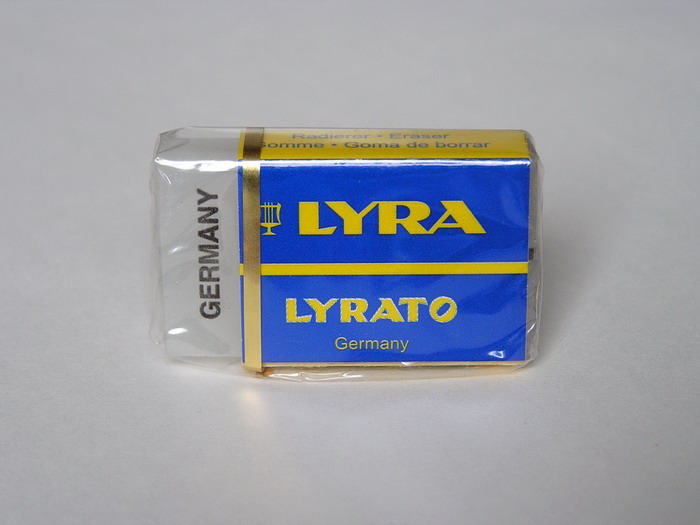 Radierer • Eraser
Gomme • Goma de borrar
LYRA
LYRATO
Germany
GERMANY